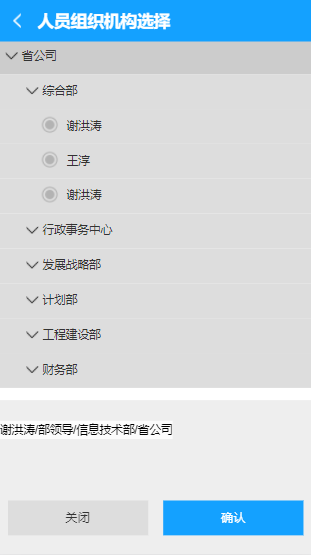 人员组织机构选择
省公司
综合部
谢洪涛
王淳
谢洪涛
行政事务中心
发展战略部
计划部
工程建设部
财务部
谢洪涛/部领导/信息技术部/省公司
关闭 确认